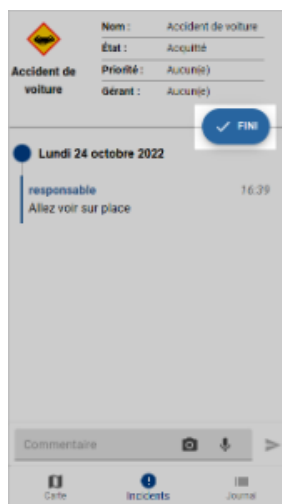 Nom : Accident de voiture
État : Acquitté
Priorité : Aucun(e)
Gérant : Aucun(e)
Accident de
voiture
FINI
Lundi 24 octobre 2022
responsable 16:39
Allez voir sur place
Commentaire
Carte Incidents Journal